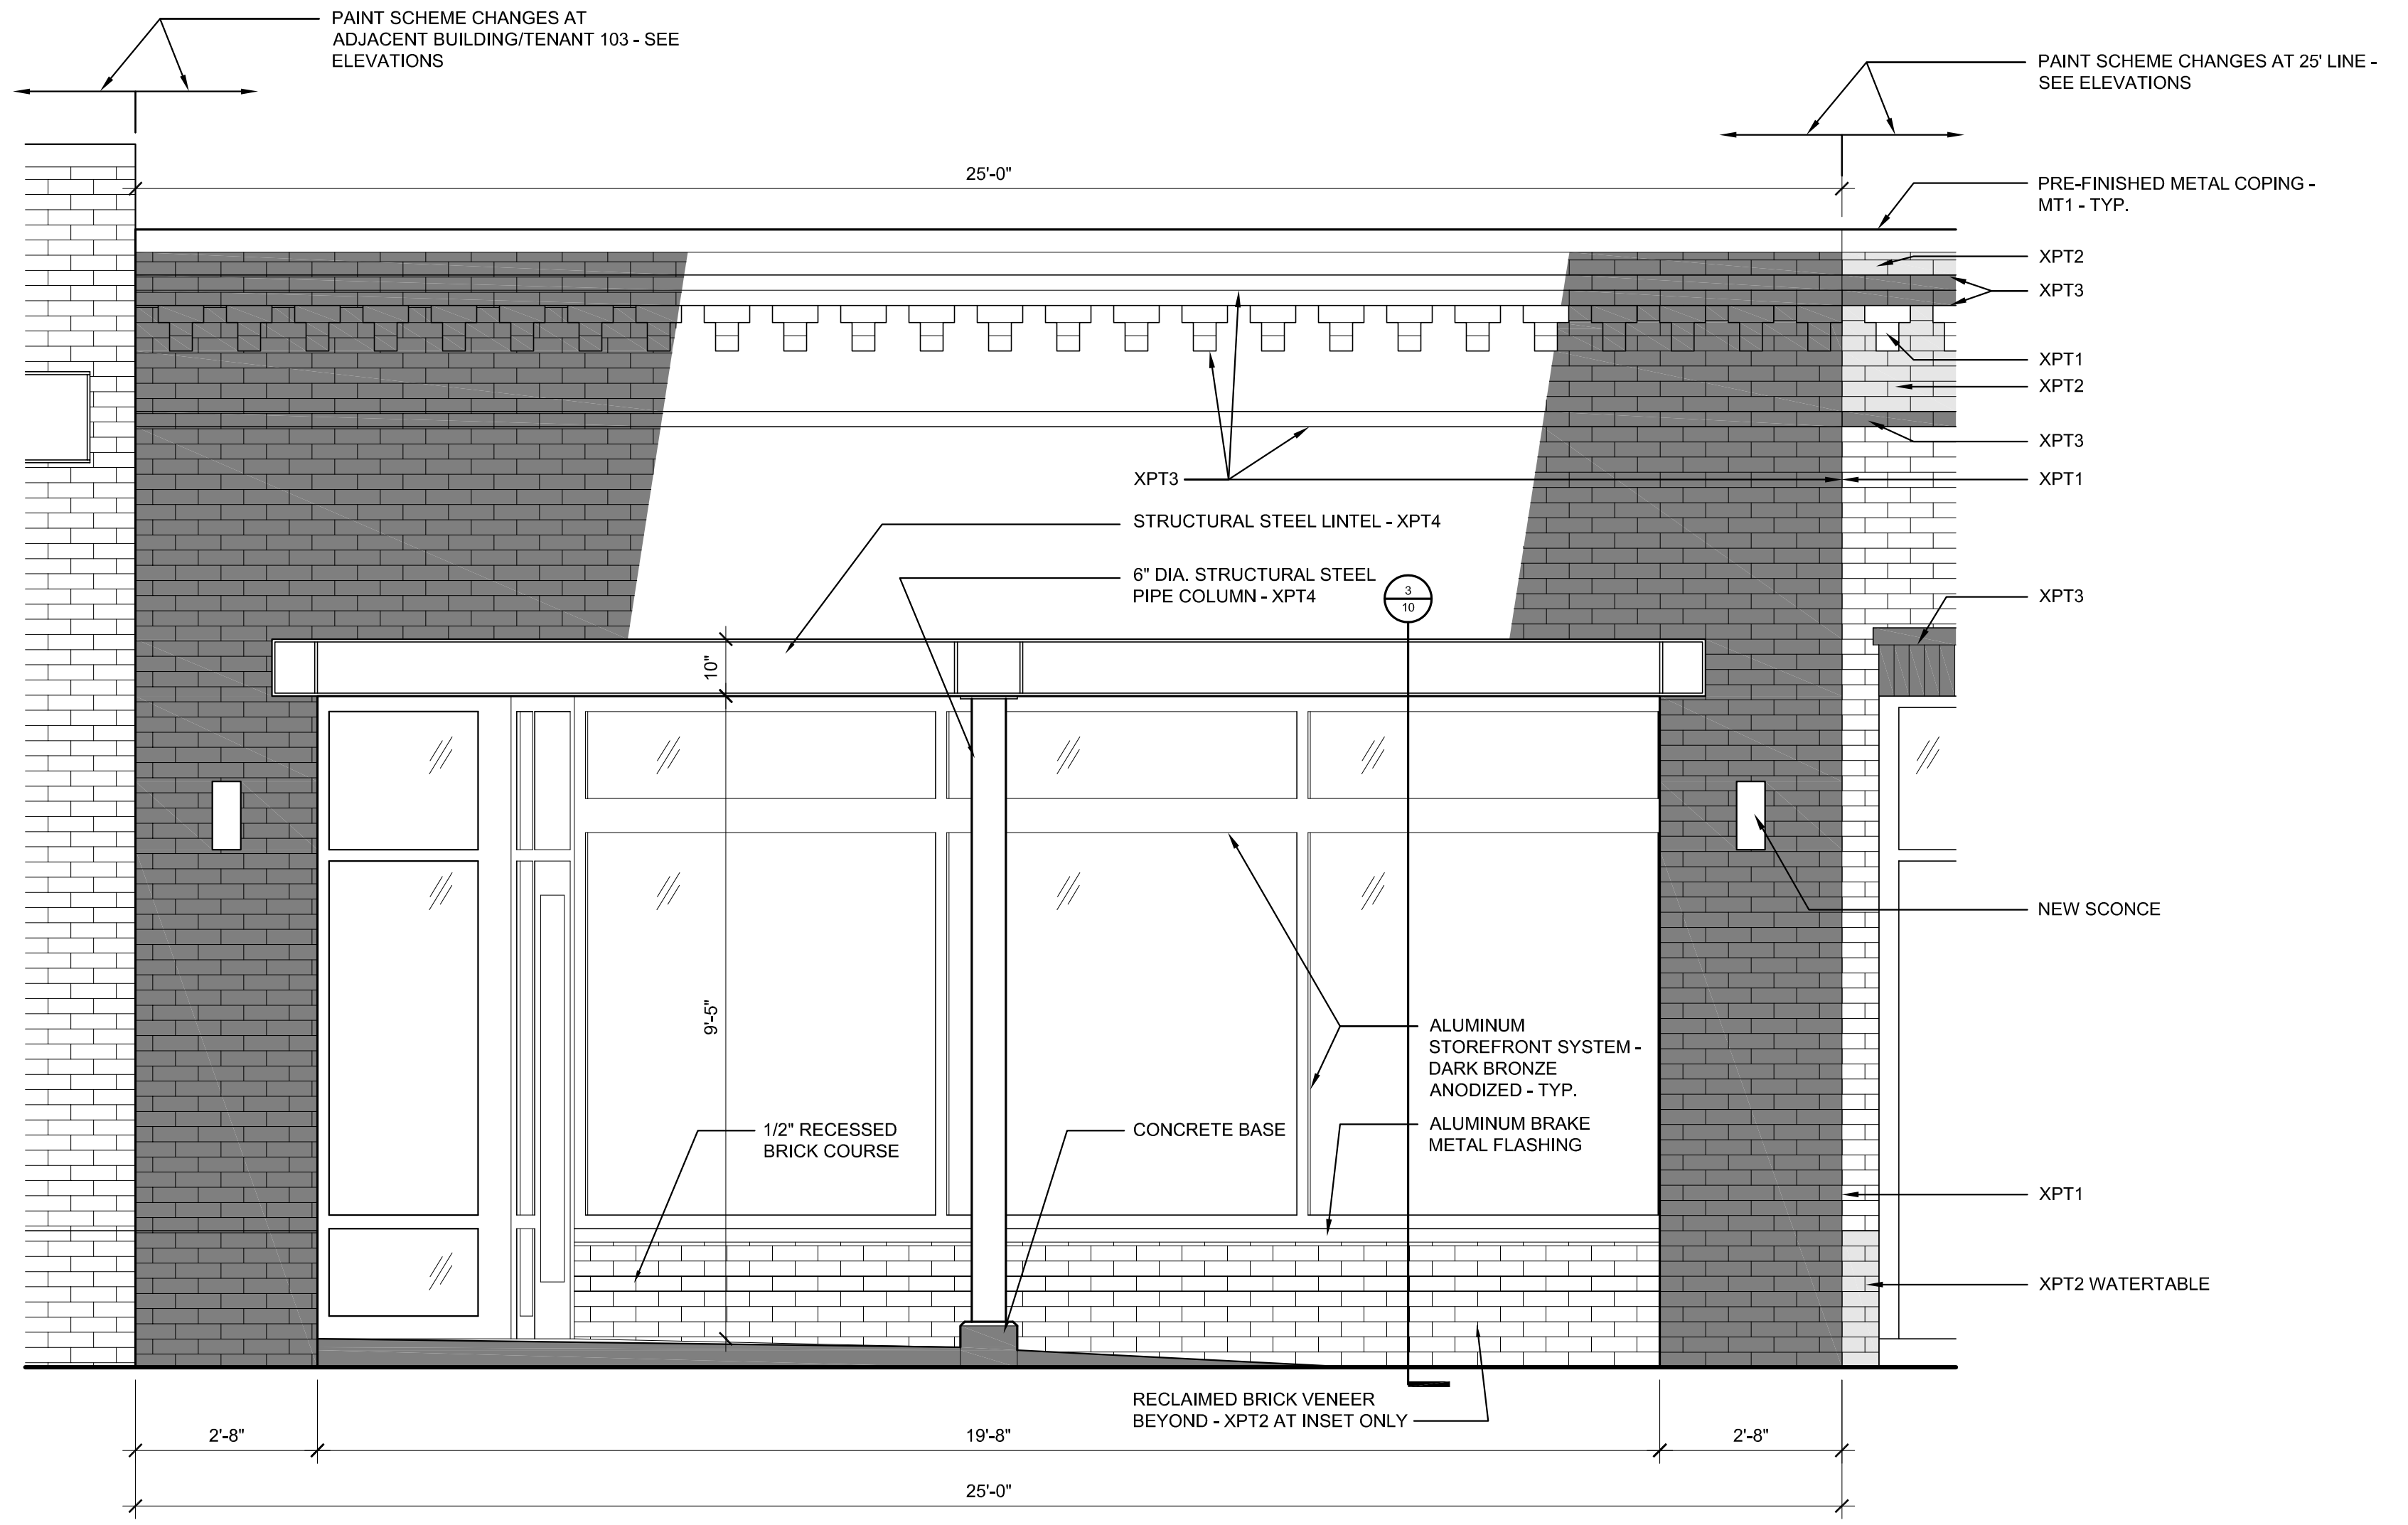 PAINT SCHEME CHANGES AT
ADJACENT BUILDING/TENANT 103 - SEE
ELEVATIONS
PAINT SCHEME CHANGES AT 25' LINE -
SEE ELEVATIONS
25'-0"
PRE-FINISHED METAL COPING -
MT1 - TYP.
XPT2
XPT3
XPT1
XPT2
XPT3
XPT3
XPT1
STRUCTURAL STEEL LINTEL - XPT4
6" DIA. STRUCTURAL STEEL
PIPE COLUMN - XPT4
3
10
XPT3
10"
NEW SCONCE
9'-5"
ALUMINUM
STOREFRONT SYSTEM -
DARK BRONZE
ANODIZED - TYP.
1/2" RECESSED
BRICK COURSE
CONCRETE BASE
ALUMINUM BRAKE
METAL FLASHING
XPT1
XPT2 WATERTABLE
RECLAIMED BRICK VENEER
BEYOND - XPT2 AT INSET ONLY
2'-8"
19'-8"
2'-8"
25'-0"